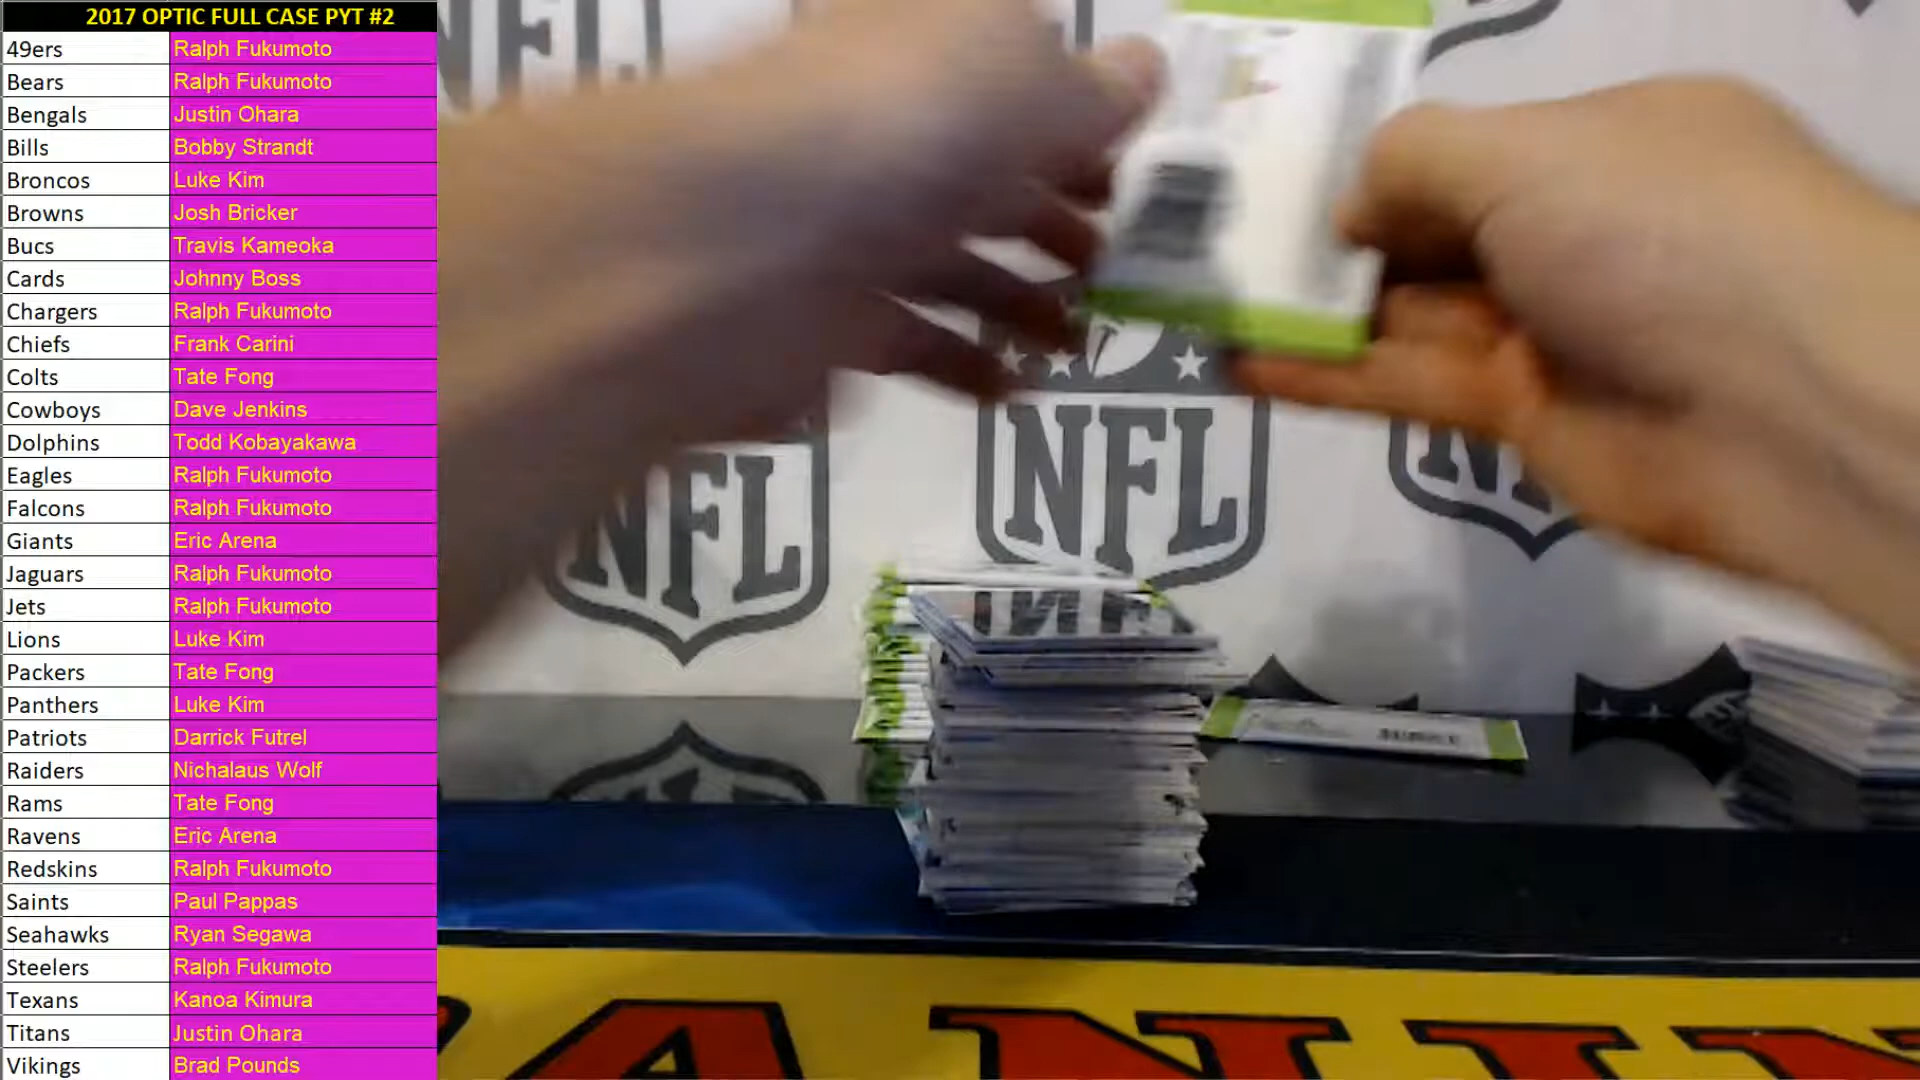 2017 OPTIC FULL CASE PYT #2
49ers Ralph Fukumoto
Bears Ralph Fukumoto
Bengals Justin Ohara
Bills Bobby Strandt
Broncos Luke Kim
Browns Josh Bricker
Bucs Travis Kameoka
Cards Johnny Boss
Chargers Ralph Fukumoto
Chiefs Frank Carini
Colts Tate Fong
Cowboys Dave Jenkins
Dolphins Todd Kobayakawa
Eagles Ralph Fukumoto
Falcons Ralph Fukumoto
Giants Eric Arena
Jaguars Ralph Fukumoto
Jets Ralph Fukumoto
Lions Luke Kim
Packers Tate Fong
Panthers Luke Kim
Patriots Darrick Futrel
Raiders Nichalaus Wolf
Rams Tate Fong
Ravens Eric Arena
Redskins Ralph Fukumoto
Saints Paul Pappas
Seahawks Ryan Segawa
Steelers Ralph Fukumoto
Texans Kanoa Kimura
Titans Justin Ohara
Vikings Brad Pounds
NFL
NFL
NFL